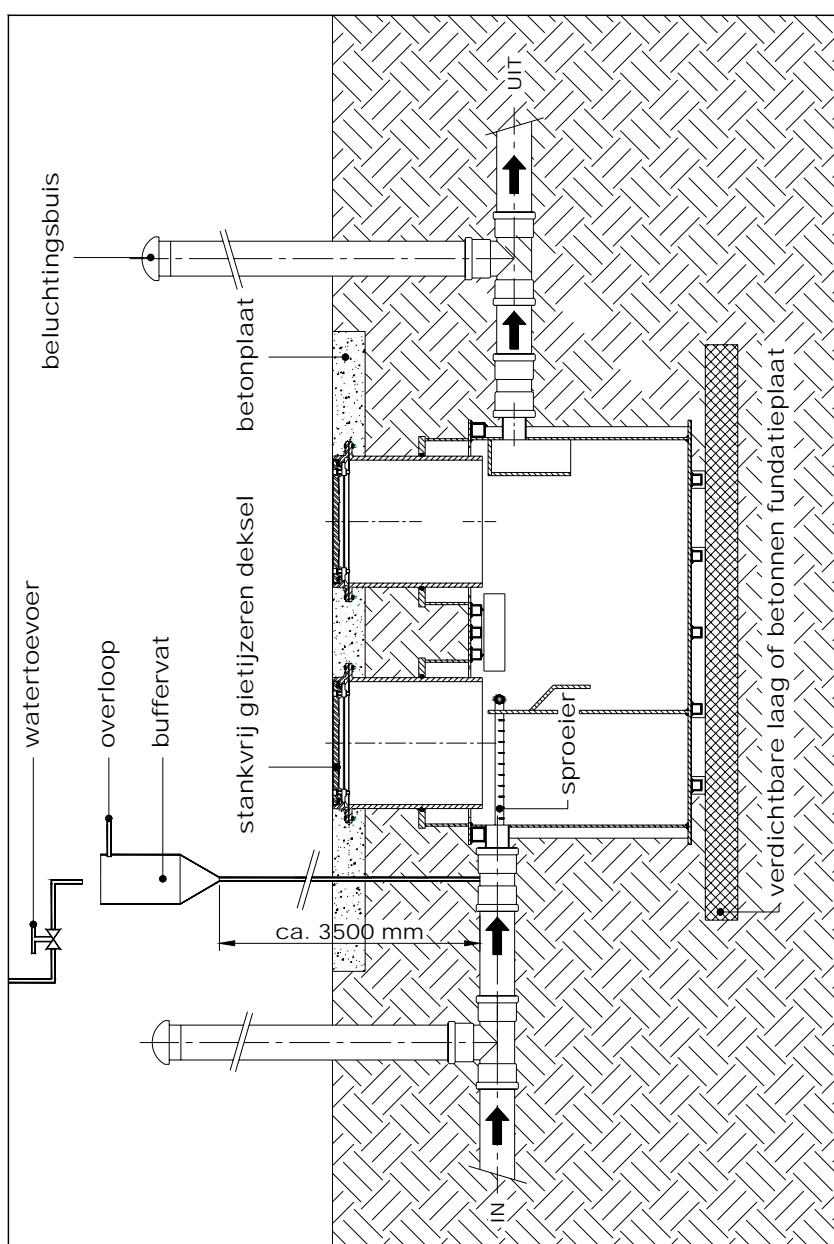 watertoevoer
overloop
buffervat
beluchtingsbuis
betonplaat
stankvrij gietijzeren deksel
ca. 3500 mm
sproeier
IN
UIT
verdichtbare laag of betonnen fundatieplaat